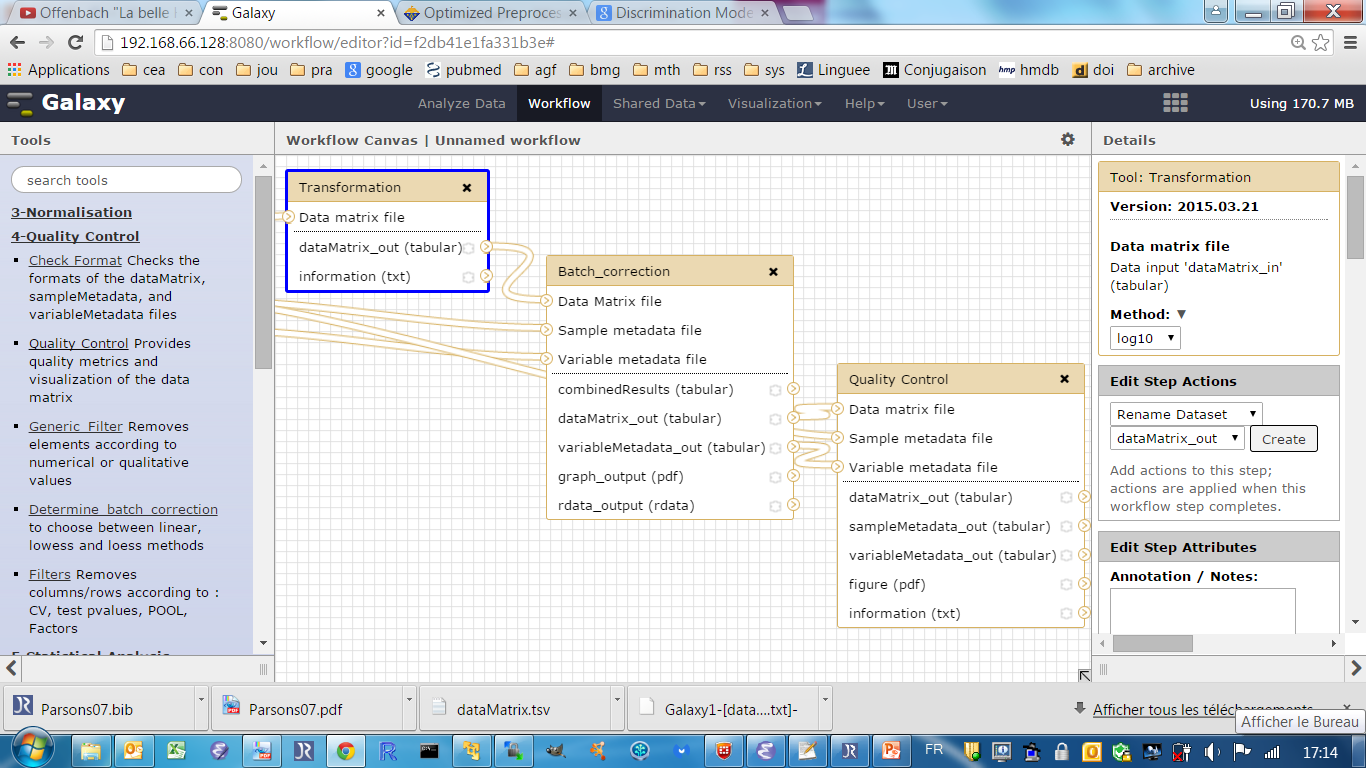 Offenbach "La belle
Galaxy
Optimized Preproces
Discrimination Mode
192.168.66.128:8080/workflow/editor?id=f2db41e1fa331b3e#
Applications cea con jou pra google pubmed agf bmg mth rss sys Linguee Conjugaison hmp hmdb doi archive
Galaxy
Analyze Data Workflow Shared Data Visualization Help User
Using 170.7 MB
Tools
search tools
3-Normalisation
4-Quality Control
Check Format Checks the
formats of the dataMatrix,
sampleMetadata, and
variableMetadata files
Quality Control Provides
quality metrics and
visualization of the data
matrix
Generic Filter Removes
elements according to
numerical or qualitative
values
Determine batch correction
to choose between linear,
lowess and loess methods
Filters Removes
columns/rows according to :
CV, test pvalues, POOL,
Factors
5-Statistical Analysis
Workflow Canvas | Unnamed workflow
Transformation
Data matrix file
dataMatrix_out (tabular)
information (txt)
Batch_correction
Data Matrix file
Sample metadata file
Variable metadata file
combinedResults (tabular)
dataMatrix_out (tabular)
variableMetadata_out (tabular)
graph_output (pdf)
rdata_output (rdata)
Quality Control
Data matrix file
Sample metadata file
Variable metadata file
dataMatrix_out (tabular)
sampleMetadata_out (tabular)
variableMetadata_out (tabular)
figure (pdf)
information (txt)
Details
Tool: Transformation
Version: 2015.03.21
Data matrix file
Data input 'dataMatrix_in'
(tabular)
Method:
log10
Edit Step Actions
Rename Dataset
dataMatrix_out Create
Add actions to this step;
actions are applied when this
workflow step completes.
Edit Step Attributes
Annotation / Notes:
Parsons07.bib
Parsons07.pdf
dataMatrix.tsv
Galaxy1-[data....txt]-
Afficher tous les téléchargements...
Afficher le Bureau
FR
17:14